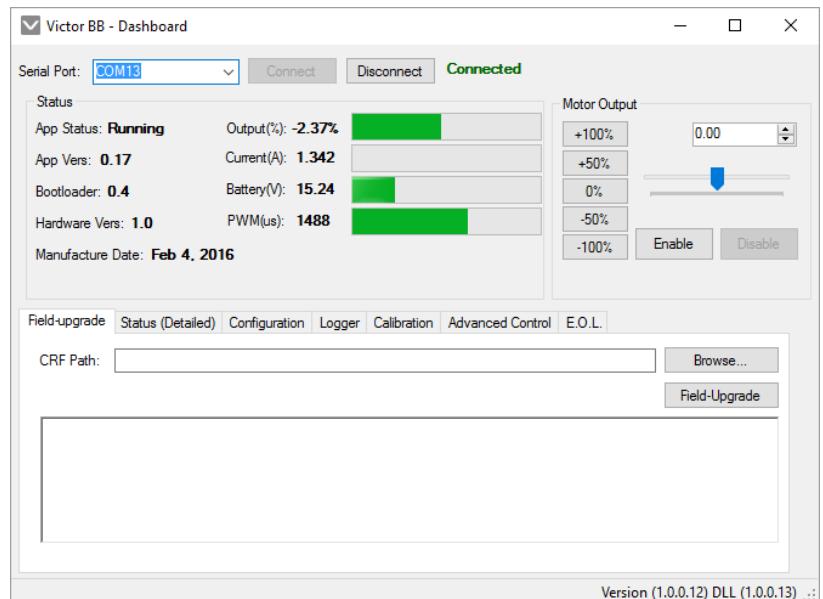 Victor BB - Dashboard
Serial Port: COM13 Connect Disconnect Connected
Status
App Status: Running Output(%): -2.37%
App Vers: 0.17 Current(A): 1.342
Bootloader: 0.4 Battery(V): 15.24
Hardware Vers: 1.0 PWM(us): 1488
Manufacture Date: Feb 4, 2016
Motor Output
+100% 0.00
+50%
0%
-50%
-100% Enable Disable
Field-upgrade Status (Detailed) Configuration Logger Calibration Advanced Control E.O.L.
CRF Path: Browse...
Field-Upgrade
Version (1.0.0.12) DLL (1.0.0.13)